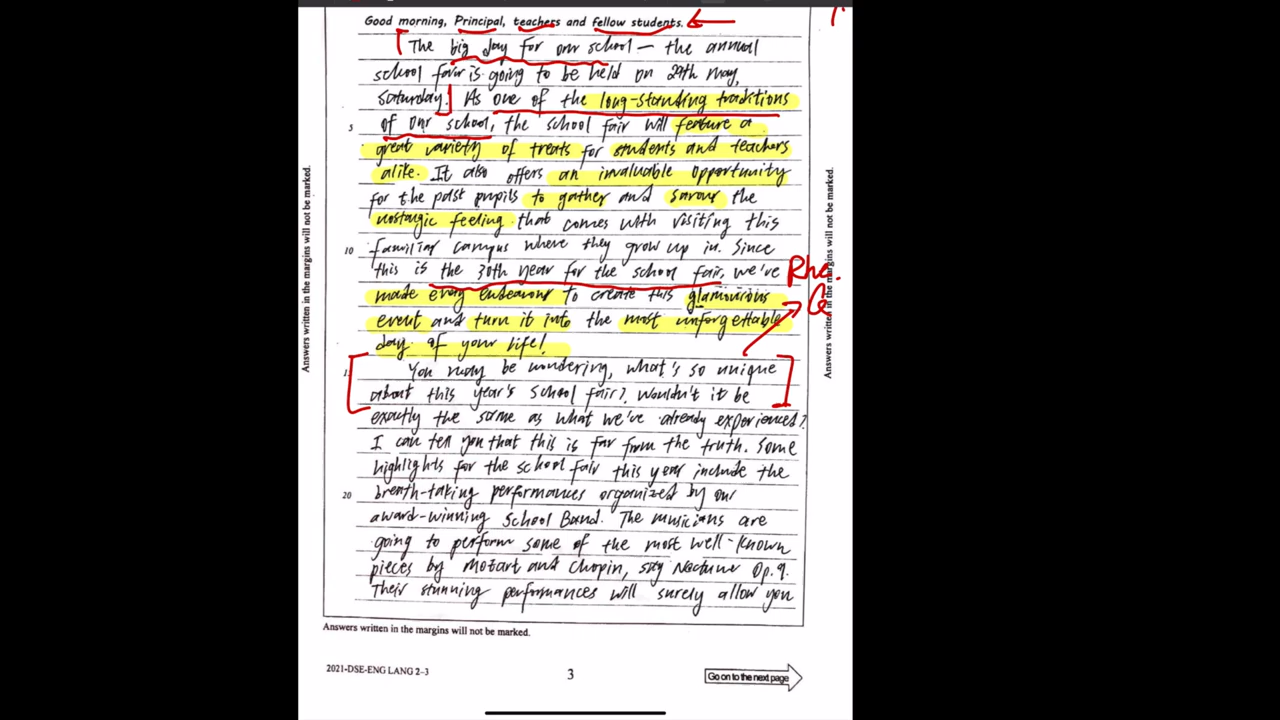 Good morning, Principal, teachers and fellow students.
The big day for our school — the annual
school fair is going to be held on 29th May,
Saturday. As one of the long-standing traditions
5 of our school, the school fair will feature a
great variety of treats for students and teachers
alike. It also offers an invaluable opportunity
for the past pupils to gather and savour the
nostalgic feeling that comes with visiting this
10 familiar campus where they grow up in. Since
this is the 30th year for the school fair, we've
made every endeavour to create this glamourous
event and turn it into the most unforgettable
day of your life!
You may be wondering, what's so unique
about this year's school fair? Wouldn't it be
exactly the same as what we've already experienced?
I can tell you that this is far from the truth. Some
highlights for the school fair this year include the
20 breath-taking performances organized by our
award-winning School Band. The musicians are
going to perform some of the most well-known
pieces by Mozart and Chopin, say Nocturne Op.9.
Their stunning performances will surely allow you
Rhe.
Q
Answers written in the margins will not be marked.
Answers written in the margins will not be marked.
Answers written in the margins will not be marked.
2021-DSE-ENG LANG 2–3
3
Go on to the next page